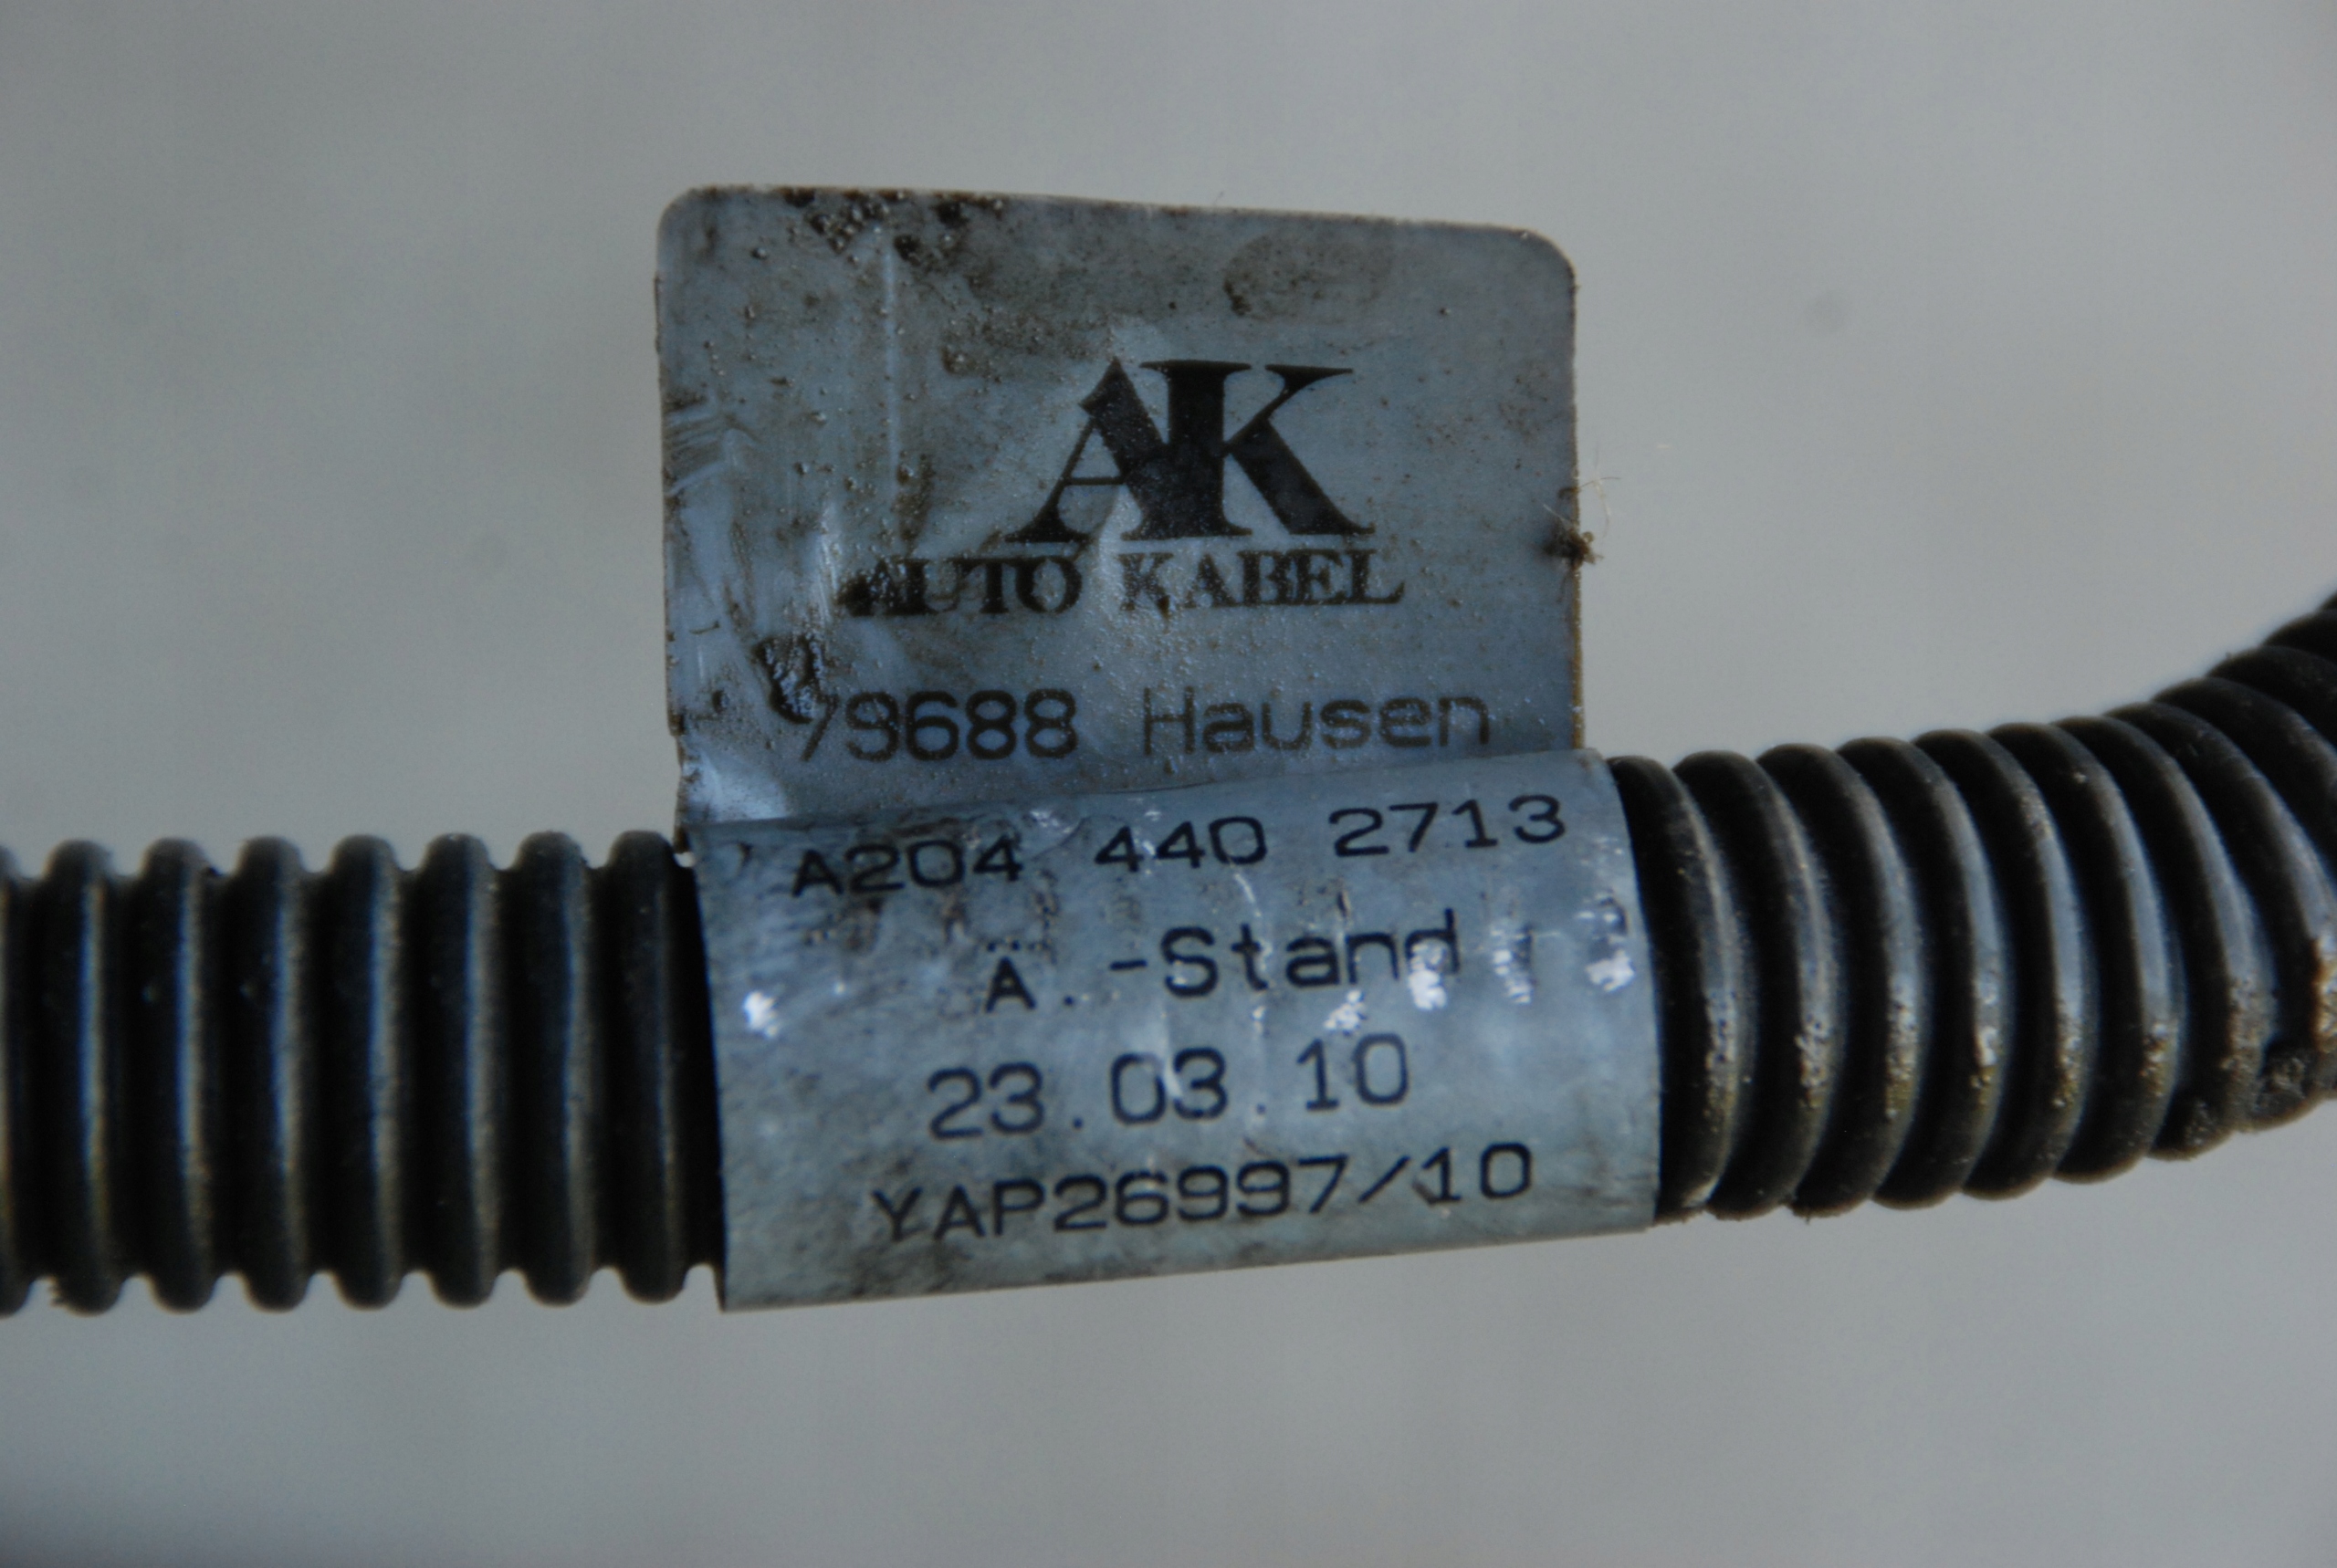 AK
AUTO KABEL
79688 Hausen
A204 440 2713
Ä.-Stand :
23.03.10
YAP26997/10